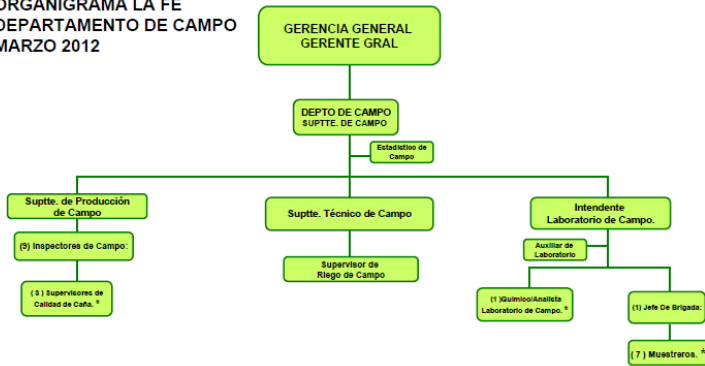 ORGANIGRAMA LA FE
DEPARTAMENTO DE CAMPO
MARZO 2012
GERENCIA GENERAL
GERENTE GRAL
DEPTO DE CAMPO
SUPTTE. DE CAMPO
Estadístico de
Campo
Suptte. de Producción
de Campo
Suptte. Técnico de Campo
Intendente
Laboratorio de Campo.
(9) Inspectores de Campo:
Auxiliar de
Laboratorio
Supervisor de
Riego de Campo
( 3 ) Supervisores de
Calidad de Caña. *
(1 )Químico/Analista
Laboratorio de Campo. *
(1) Jefe De Brigada:
( 7 ) Muestreros. *